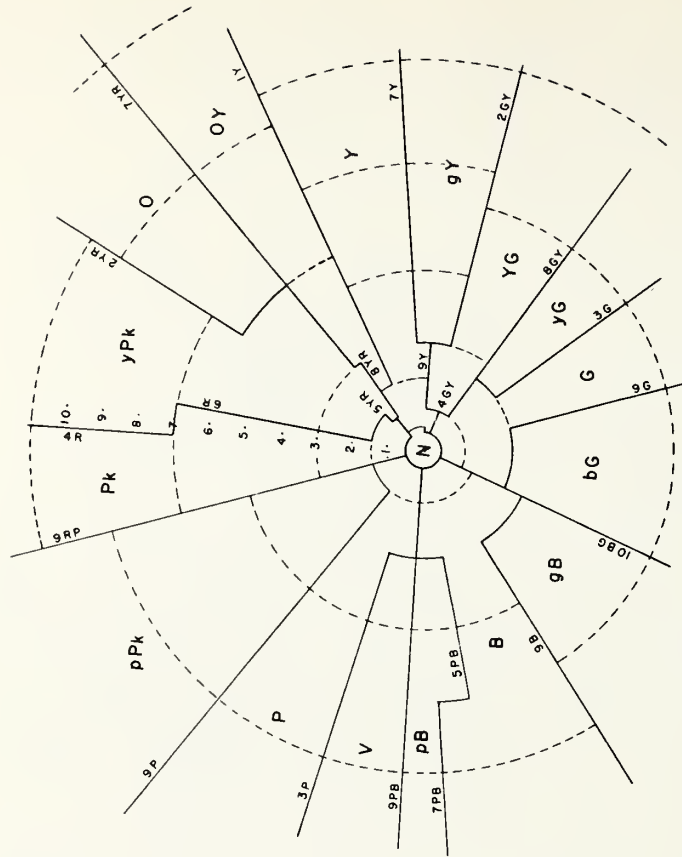 7YR
1Y
OY
O
7Y
2YR
Y
2GY
gY
yPk
YG
8GY
10.
9.
4R
8.
7.
6R
6.
5.
4.
3.
2.
1.
8YR
5YR
9Y
4GY
yG
3G
Pk
N
G
9G
bG
9RP
10BG
gB
pPk
B
9B
P
5PB
V
pB
9P
3P
9PB
7PB